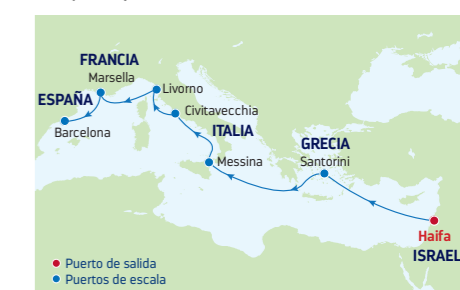 FRANCIA
Marsella
Livorno
ESPAÑA
Civitavecchia
Barcelona
ITALIA
GRECIA
Messina
Santorini
Haifa
ISRAEL
Puerto de salida
Puertos de escala